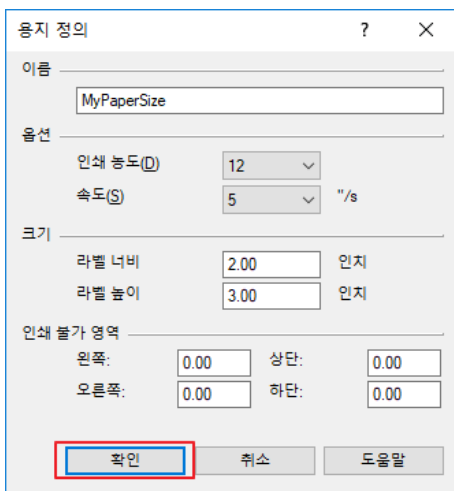 용지 정의 ?
이름
MyPaperSize
옵션
인쇄 농도(D) 12
속도(S) 5 "/s
크기
라벨 너비 2.00 인치
라벨 높이 3.00 인치
인쇄 불가 영역
왼쪽: 0.00 상단: 0.00
오른쪽: 0.00 하단: 0.00
확인 취소 도움말